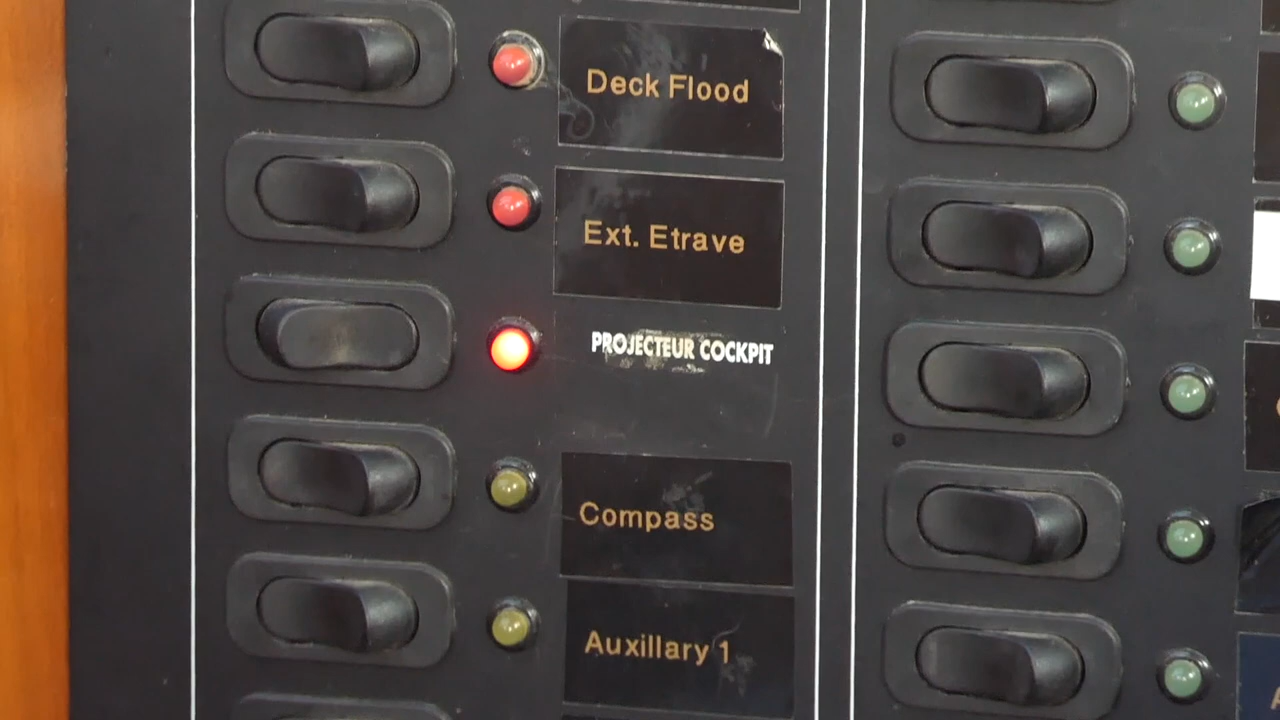 Deck Flood
Ext. Etrave
PROJECTEUR COCKPIT
Compass
Auxillary 1